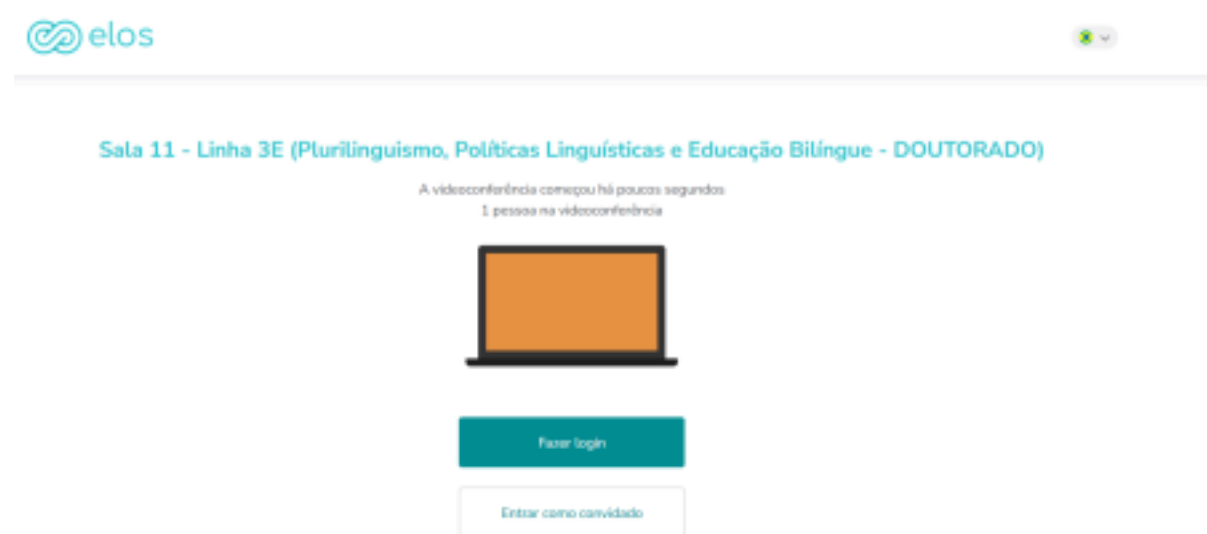 elos
Sala 11 - Linha 3E (Plurilinguismo, Políticas Linguísticas e Educação Bilíngue - DOUTORADO)
A videoconferência começou há poucos segundos
1 pessoa na videoconferência
Fazer login
Entrar como convidado